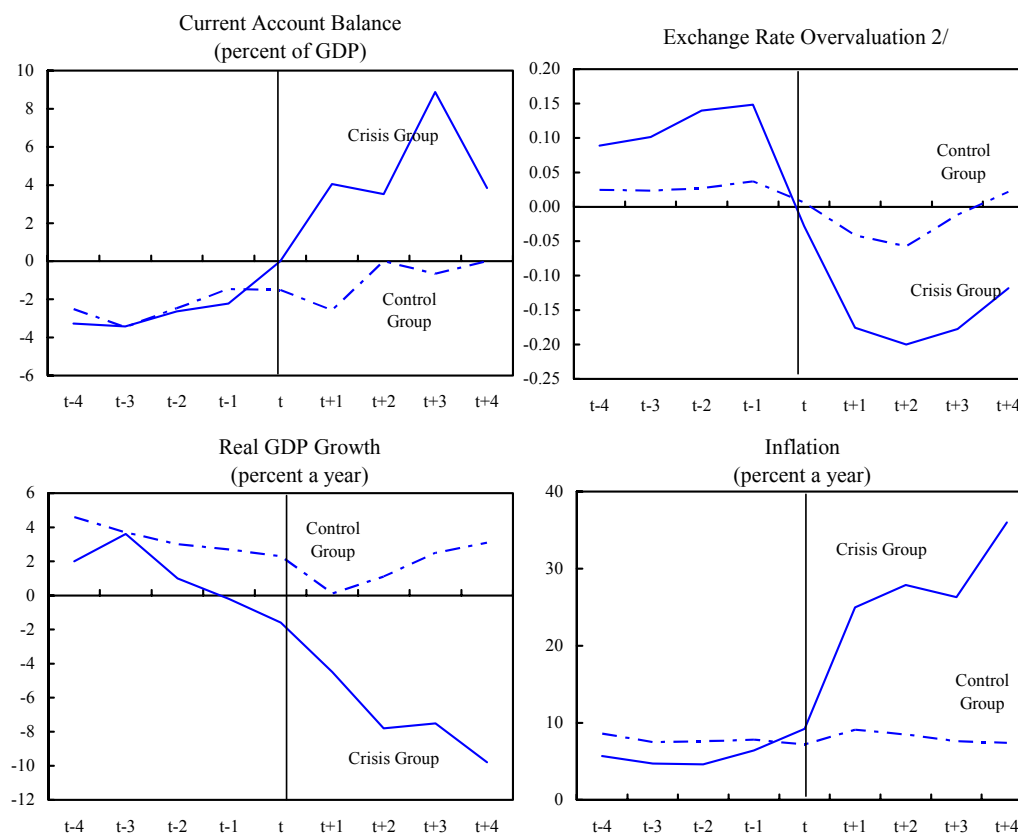 Current Account Balance
(percent of GDP)
10
8
6
4
2
0
-2
-4
-6
Crisis Group
Control
Group
t-4 t-3 t-2 t-1 t t+1 t+2 t+3 t+4
Exchange Rate Overvaluation 2/
0.20
0.15
0.10
0.05
0.00
-0.05
-0.10
-0.15
-0.20
-0.25
Control
Group
Crisis Group
t-4 t-3 t-2 t-1 t t+1 t+2 t+3 t+4
Real GDP Growth
(percent a year)
6
4
2
0
-2
-4
-6
-8
-10
-12
Control
Group
Crisis Group
t-4 t-3 t-2 t-1 t t+1 t+2 t+3 t+4
Inflation
(percent a year)
40
30
20
10
0
Crisis Group
Control
Group
t-4 t-3 t-2 t-1 t t+1 t+2 t+3 t+4